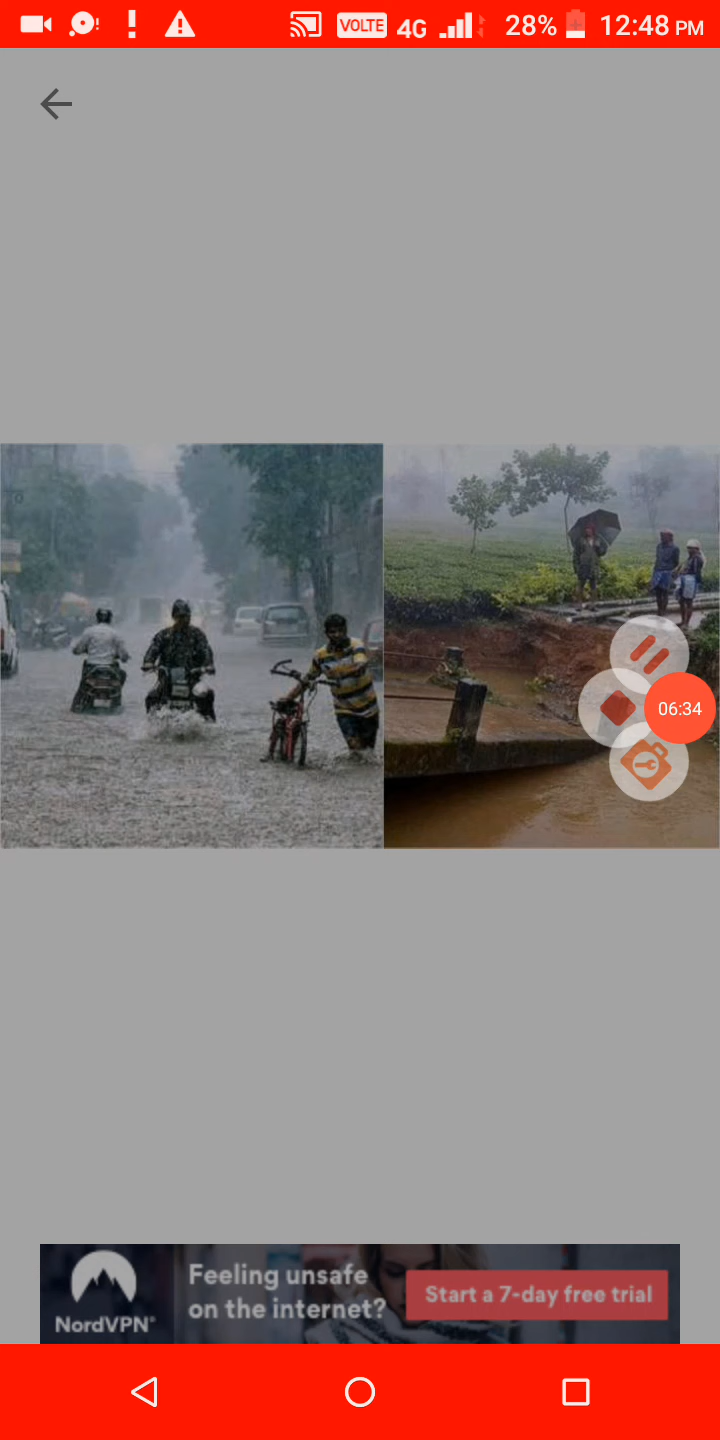 VOLTE 4G 28% 12:48 PM
06:34
Feeling unsafe
on the internet?
Start a 7-day free trial
NordVPN®